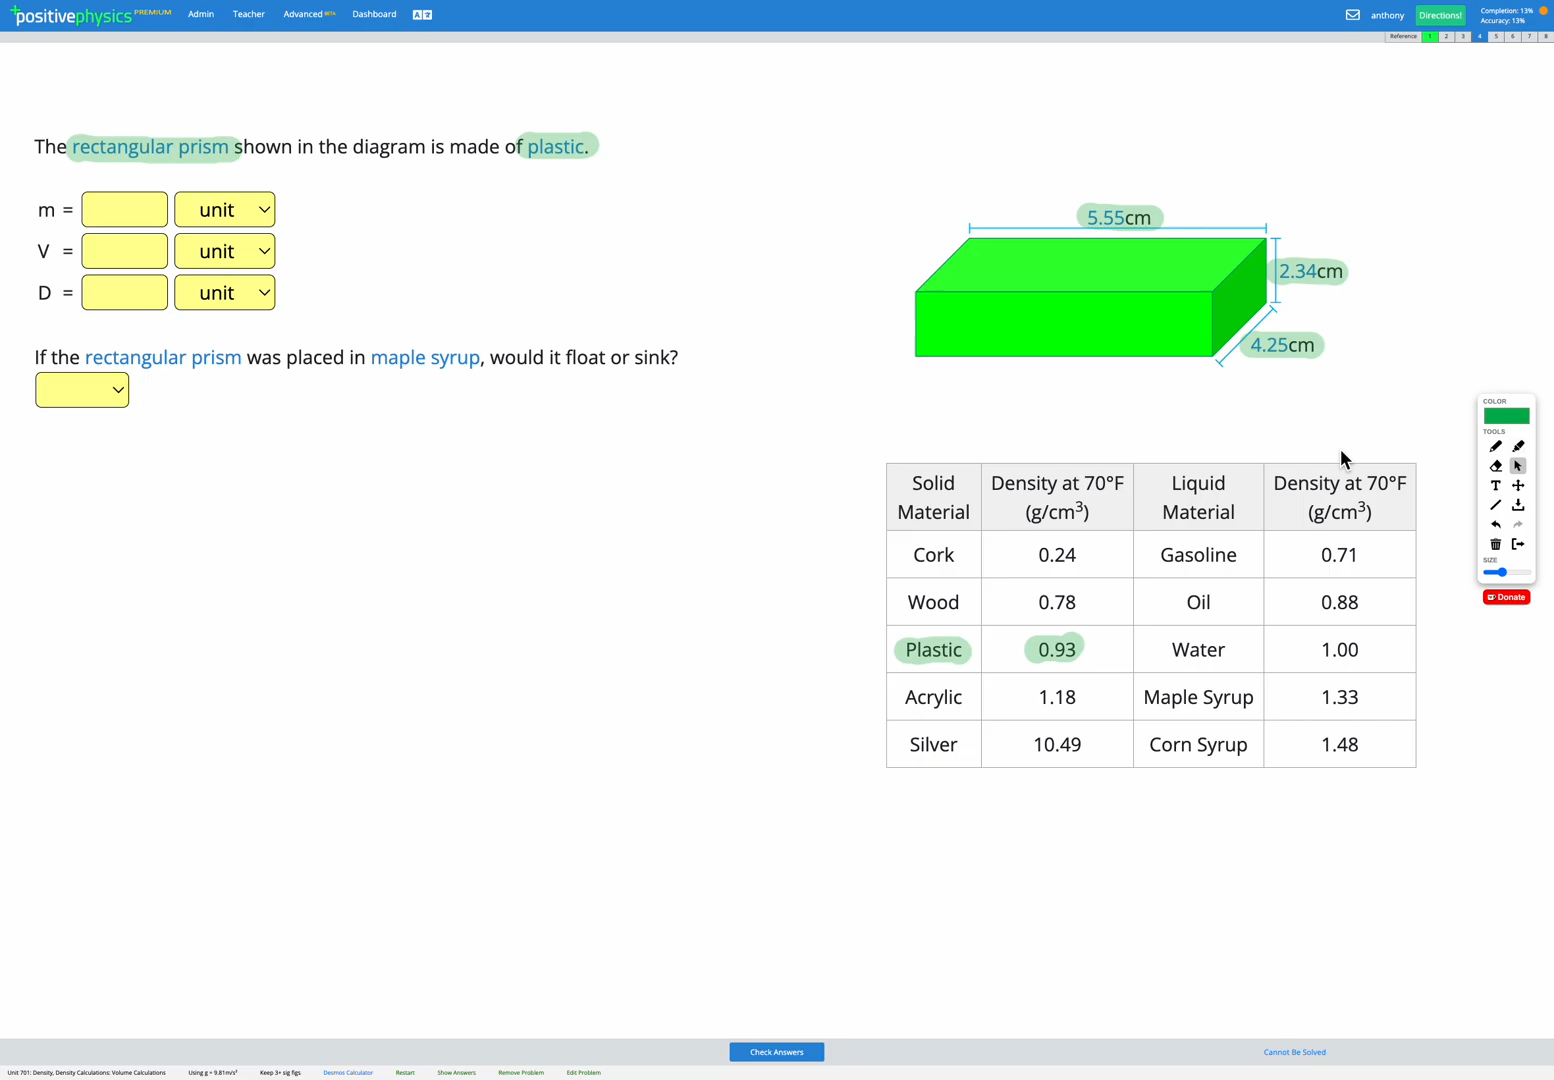 +positivephysics PREMIUM Admin Teacher Advanced BETA Dashboard A anthony Directions! Completion: 13%
Accuracy: 13%
Reference 1 2 3 4 5 6 7 8
The rectangular prism shown in the diagram is made of plastic.
m = unit
V = unit
D = unit
If the rectangular prism was placed in maple syrup, would it float or sink?
5.55cm
2.34cm
4.25cm
COLOR
TOOLS
T
SIZE
Donate
Solid Material Density at 70°F (g/cm³) Liquid Material Density at 70°F (g/cm³)
Cork 0.24 Gasoline 0.71
Wood 0.78 Oil 0.88
Plastic 0.93 Water 1.00
Acrylic 1.18 Maple Syrup 1.33
Silver 10.49 Corn Syrup 1.48
Check Answers Cannot Be Solved
Unit 701: Density, Density Calculations: Volume Calculations Using g = 9.81m/s² Keep 3+ sig figs Desmos Calculator Restart Show Answers Remove Problem Edit Problem